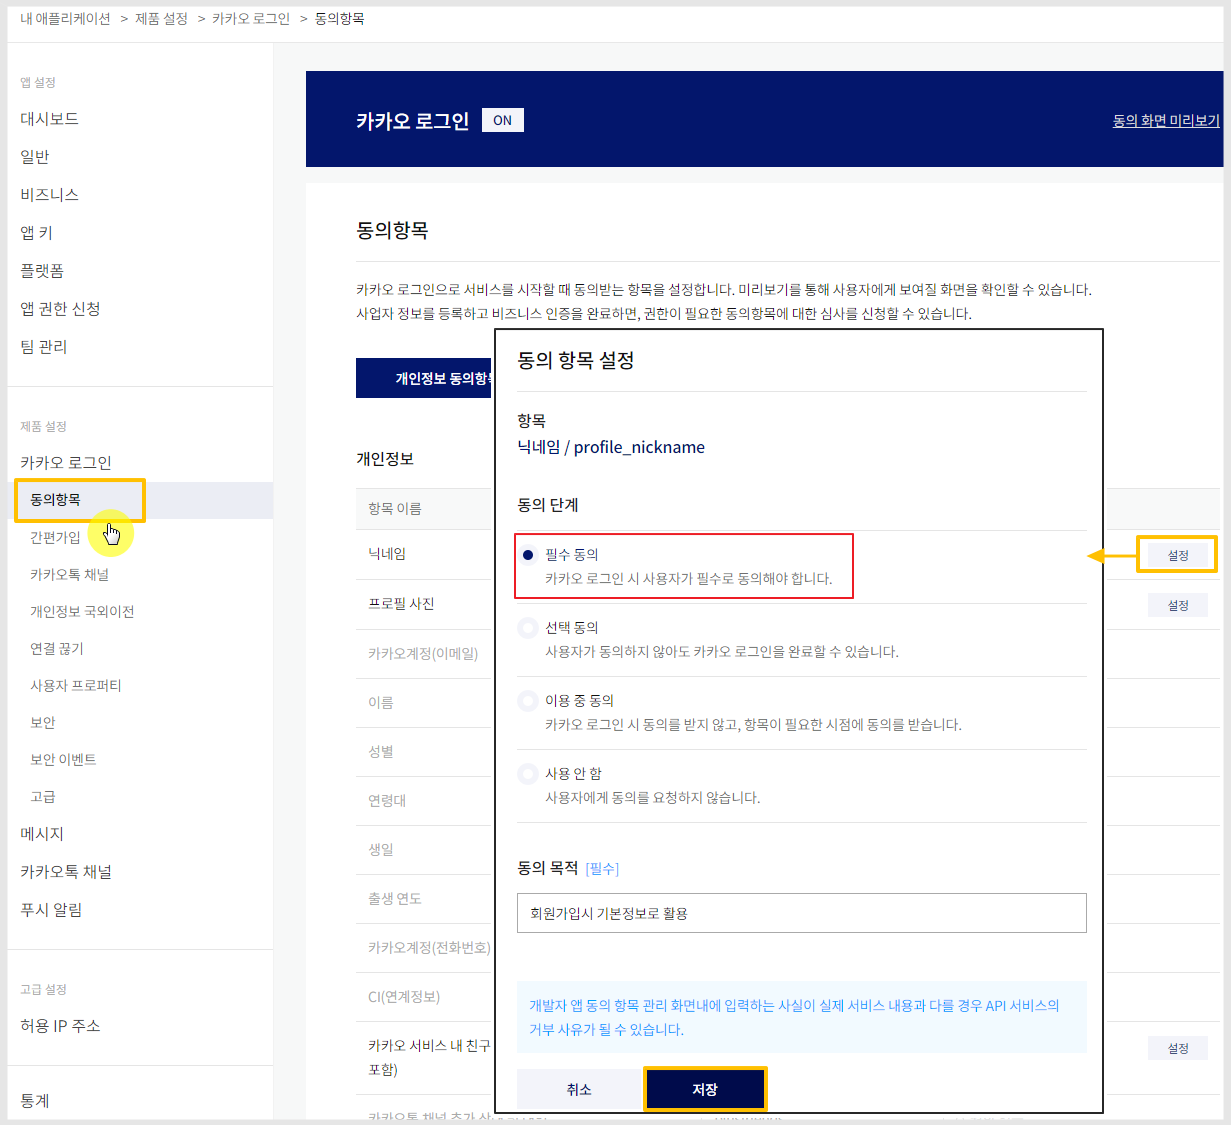 내 애플리케이션 > 제품 설정 > 카카오 로그인 > 동의항목
앱 설정
대시보드
일반
비즈니스
앱 키
플랫폼
앱 권한 신청
팀 관리
제품 설정
카카오 로그인
동의항목
간편가입
카카오톡 채널
개인정보 국외이전
연결 끊기
사용자 프로퍼티
보안
보안 이벤트
고급
메시지
카카오톡 채널
푸시 알림
고급 설정
허용 IP 주소
통계
카카오 로그인 ON
동의 화면 미리보기
동의항목
카카오 로그인으로 서비스를 시작할 때 동의받는 항목을 설정합니다. 미리보기를 통해 사용자에게 보여질 화면을 확인할 수 있습니다.
사업자 정보를 등록하고 비즈니스 인증을 완료하면, 권한이 필요한 동의항목에 대한 심사를 신청할 수 있습니다.
개인정보 동의항
개인정보
항목 이름
닉네임
설정
프로필 사진
설정
카카오계정(이메일)
이름
성별
연령대
생일
출생 연도
카카오계정(전화번호)
CI(연계정보)
카카오 서비스 내 친구
포함)
설정
동의 항목 설정
항목
닉네임 / profile_nickname
동의 단계
필수 동의
카카오 로그인 시 사용자가 필수로 동의해야 합니다.
선택 동의
사용자가 동의하지 않아도 카카오 로그인을 완료할 수 있습니다.
이용 중 동의
카카오 로그인 시 동의를 받지 않고, 항목이 필요한 시점에 동의를 받습니다.
사용 안 함
사용자에게 동의를 요청하지 않습니다.
동의 목적 [필수]
회원가입시 기본정보로 활용
개발자 앱 동의 항목 관리 화면내에 입력하는 사실이 실제 서비스 내용과 다를 경우 API 서비스의
거부 사유가 될 수 있습니다.
취소
저장